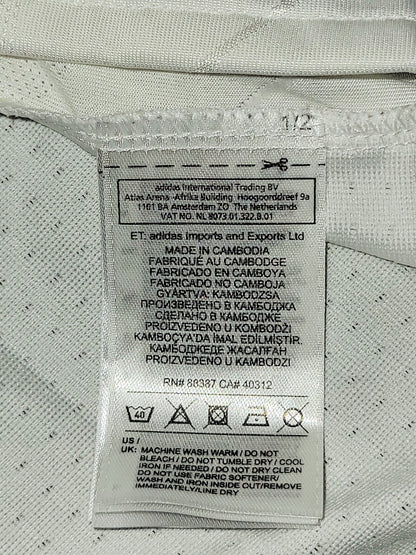 1/2
adidas International Trading BV
Atlas Arena -Afrika Building Hoogoorddreef 9a
1101 BA Amsterdam ZO The Netherlands
VAT NO. NL 8073.01.322.B.01
ET: adidas Imports and Exports Ltd
MADE IN CAMBODIA
FABRIQUÉ AU CAMBODGE
FABRICADO EN CAMBOYA
FABRICADO NO CAMBOJA
GYÁRTVA: KAMBODZSA
ПРОИЗВЕДЕНО В КАМБОДЖА
СДЕЛАНО В КАМБОДЖЕ
PROIZVEDENO U KOMBODŽI
KAMBOÇYA'DA İMAL EDİLMİŞTİR.
КАМБОДЖЕДЕ ЖАСАЛҒАН
PROIZVEDENO U KAMBODŽI
RN# 88387 CA# 40312
40
US /
UK: MACHINE WASH WARM / DO NOT
BLEACH / DO NOT TUMBLE DRY / COOL
IRON IF NEEDED / DO NOT DRY CLEAN
DO NOT USE FABRIC SOFTENER/
WASH AND IRON INSIDE OUT/REMOVE
IMMEDIATELY/LINE DRY